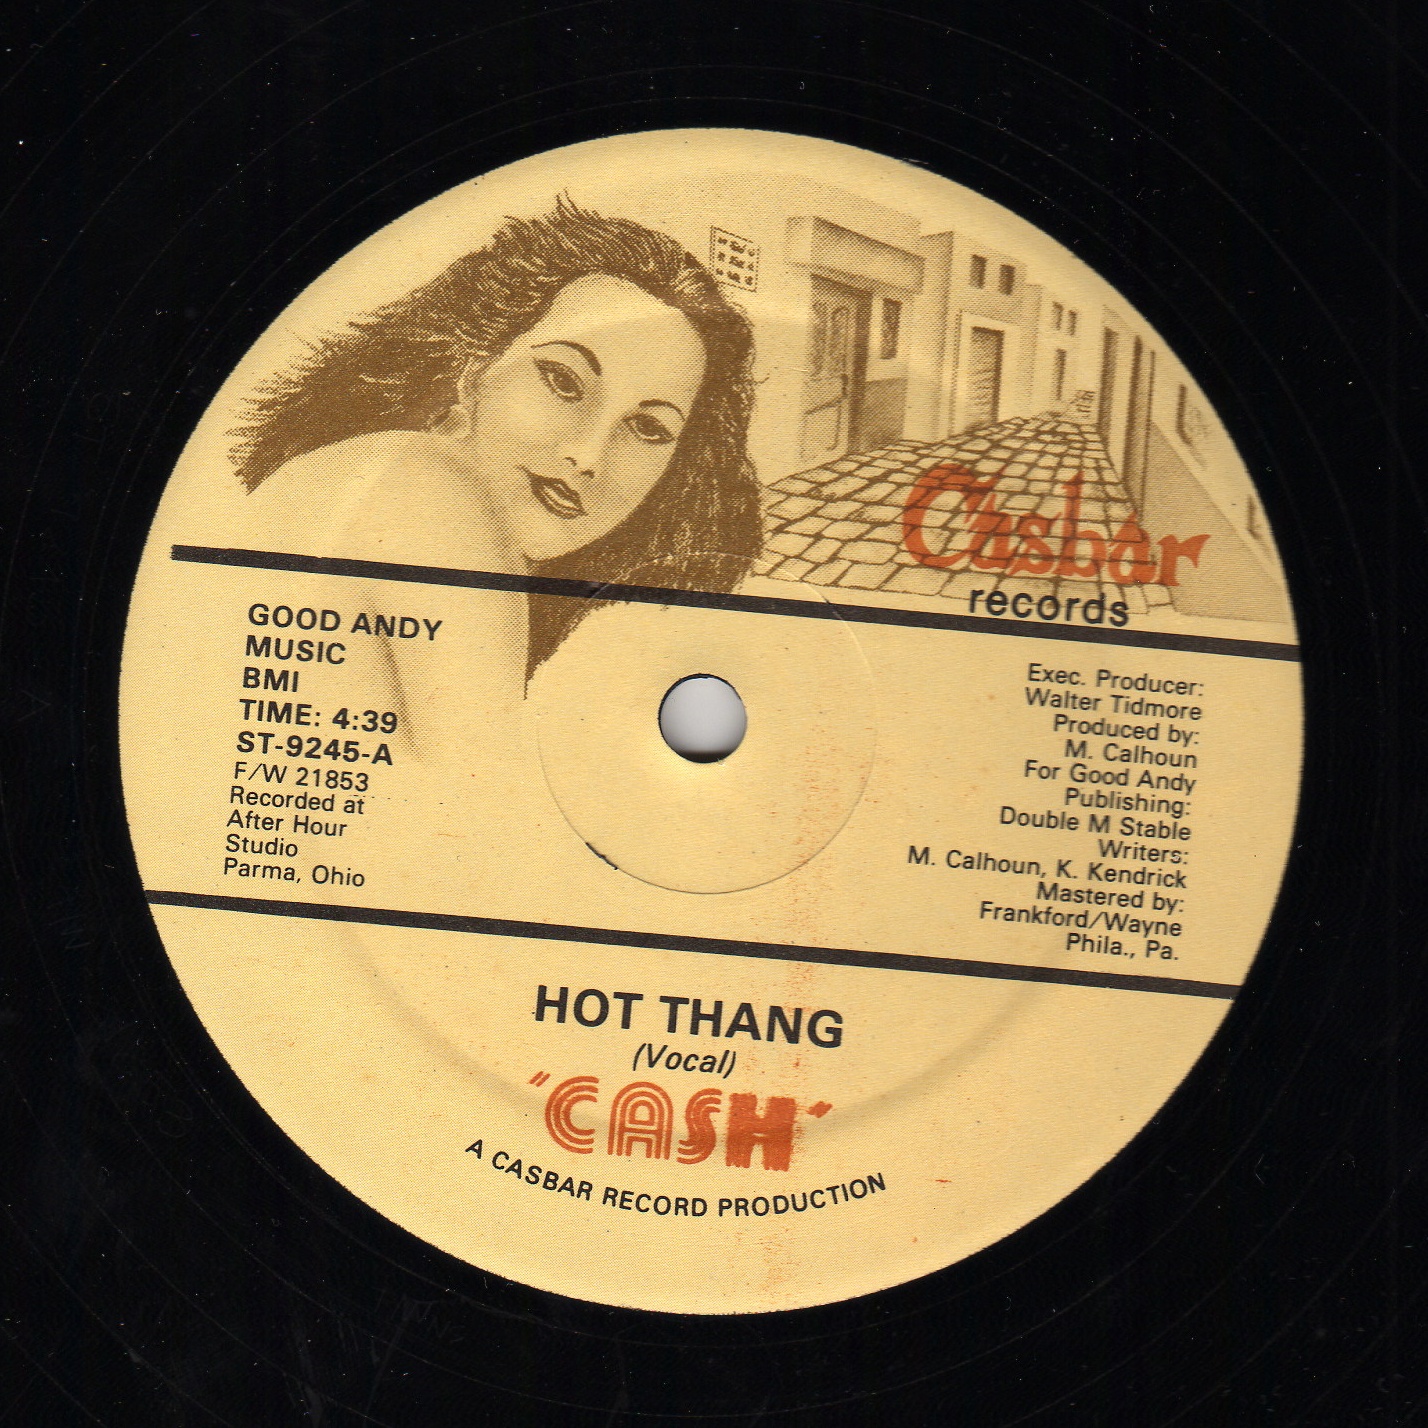 Casbar
records
GOOD ANDY
MUSIC
BMI
TIME: 4:39
ST-9245-A
F/W 21853
Recorded at
After Hour
Studio
Parma, Ohio
Exec. Producer:
Walter Tidmore
Produced by:
M. Calhoun
For Good Andy
Publishing:
Double M Stable
Writers:
M. Calhoun, K. Kendrick
Mastered by:
Frankford/Wayne
Phila., Pa.
HOT THANG
(Vocal)
"CASH"
A CASBAR RECORD PRODUCTION